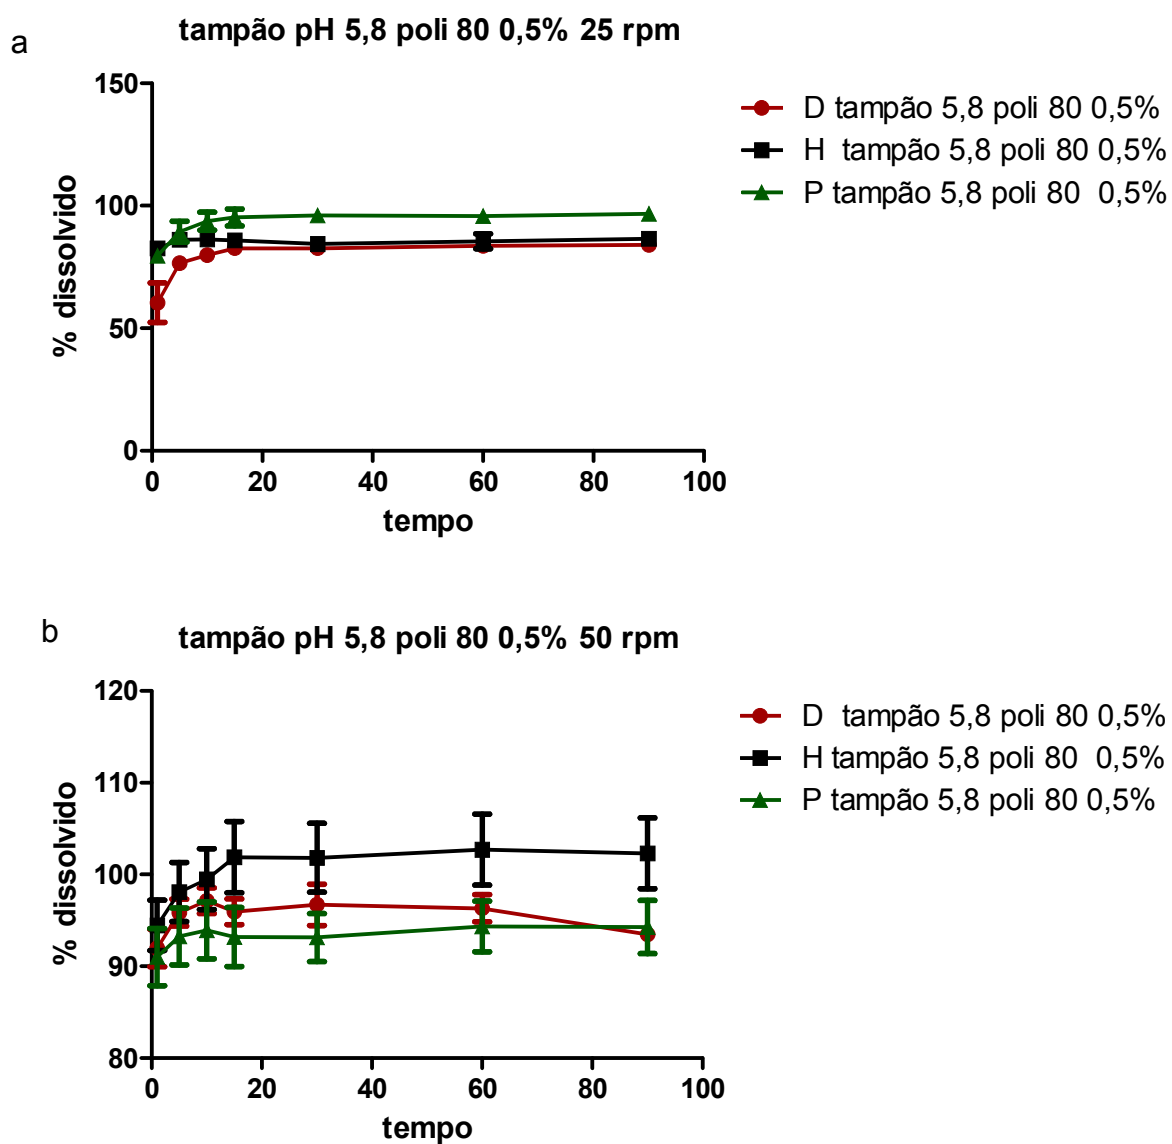 a
tampão pH 5,8 poli 80 0,5% 25 rpm
150
100
50
0
% dissolvido
0 20 40 60 80 100
tempo
D tampão 5,8 poli 80 0,5%
H tampão 5,8 poli 80 0,5%
P tampão 5,8 poli 80 0,5%
b
tampão pH 5,8 poli 80 0,5% 50 rpm
120
110
100
90
80
% dissolvido
0 20 40 60 80 100
tempo
D tampão 5,8 poli 80 0,5%
H tampão 5,8 poli 80 0,5%
P tampão 5,8 poli 80 0,5%